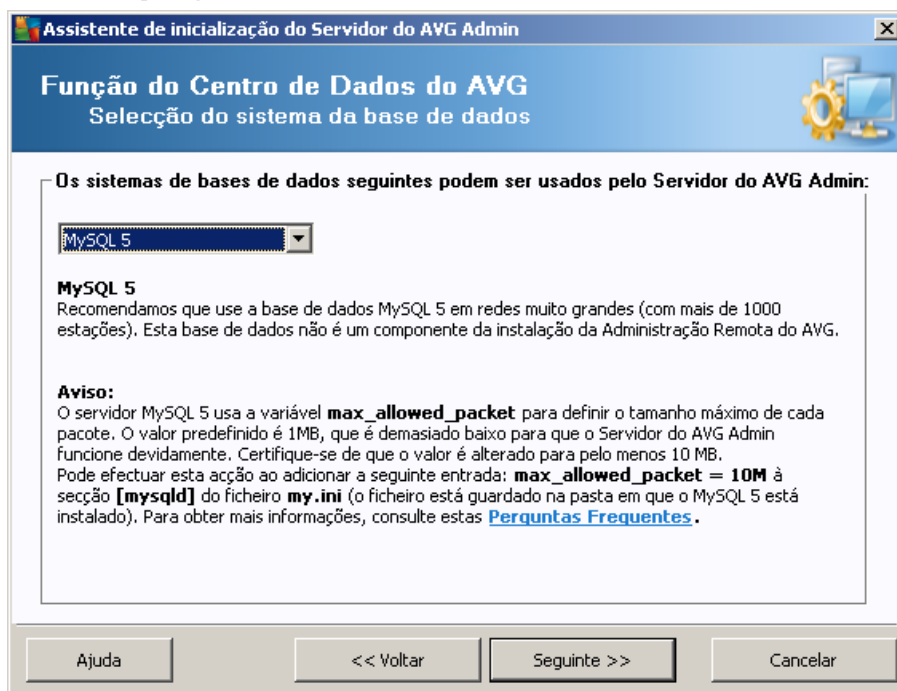 Assistente de inicialização do Servidor do AVG Admin
Função do Centro de Dados do AVG
Selecção do sistema da base de dados
Os sistemas de bases de dados seguintes podem ser usados pelo Servidor do AVG Admin:
MySQL 5
MySQL 5
Recomendamos que use a base de dados MySQL 5 em redes muito grandes (com mais de 1000
estações). Esta base de dados não é um componente da instalação da Administração Remota do AVG.
Aviso:
O servidor MySQL 5 usa a variável max_allowed_packet para definir o tamanho máximo de cada
pacote. O valor predefinido é 1MB, que é demasiado baixo para que o Servidor do AVG Admin
funcione devidamente. Certifique-se de que o valor é alterado para pelo menos 10 MB.
Pode efectuar esta acção ao adicionar a seguinte entrada: max_allowed_packet = 10M à
secção [mysqld] do ficheiro my.ini (o ficheiro está guardado na pasta em que o MySQL 5 está
instalado). Para obter mais informações, consulte estas Perguntas Frequentes.
Ajuda
<< Voltar
Seguinte >>
Cancelar